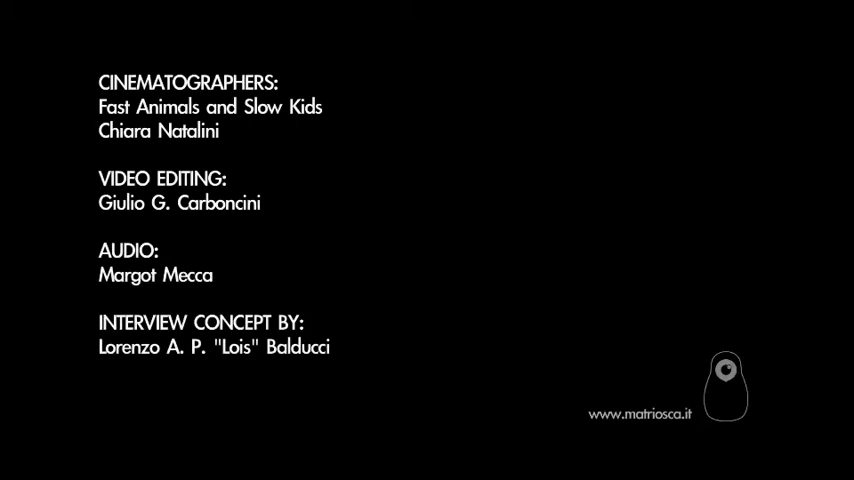 CINEMATOGRAPHERS:
Fast Animals and Slow Kids
Chiara Natalini
VIDEO EDITING:
Giulio G. Carboncini
AUDIO:
Margot Mecca
INTERVIEW CONCEPT BY:
Lorenzo A. P. "Lois" Balducci
www.matriosca.it